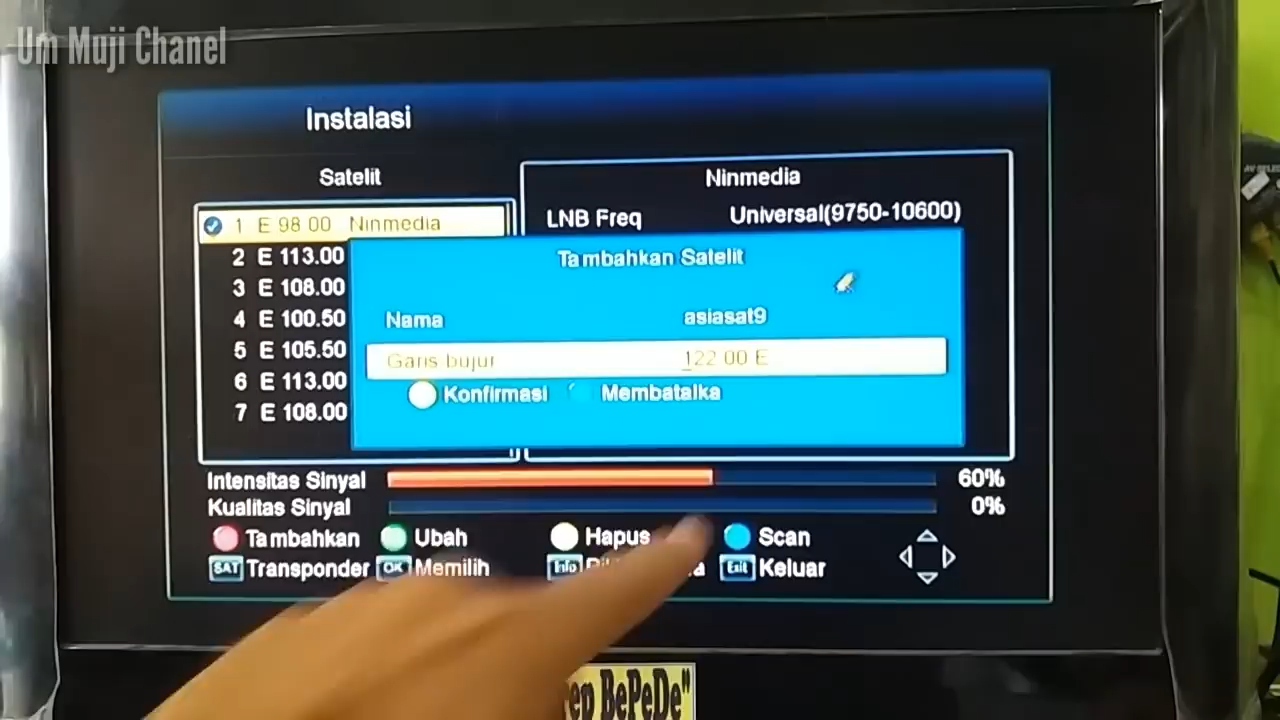 Um Muji Chanel
Instalasi
Satelit
Ninmedia
1 E 98 00 Ninmedia
LNB Freq Universal(9750-10600)
2 E 113.00
3 E 108.00
4 E 100.50
5 E 105.50
6 E 113.00
7 E 108.00
Tambahkan Satelit
Nama asiasat9
Garis bujur 122 00 E
Konfirmasi Membatalka
Intensitas Sinyal 60%
Kualitas Sinyal 0%
Tambahkan Ubah Hapus Scan
SAT Transponder OK Memilih Info Exit Keluar
BePeDe"